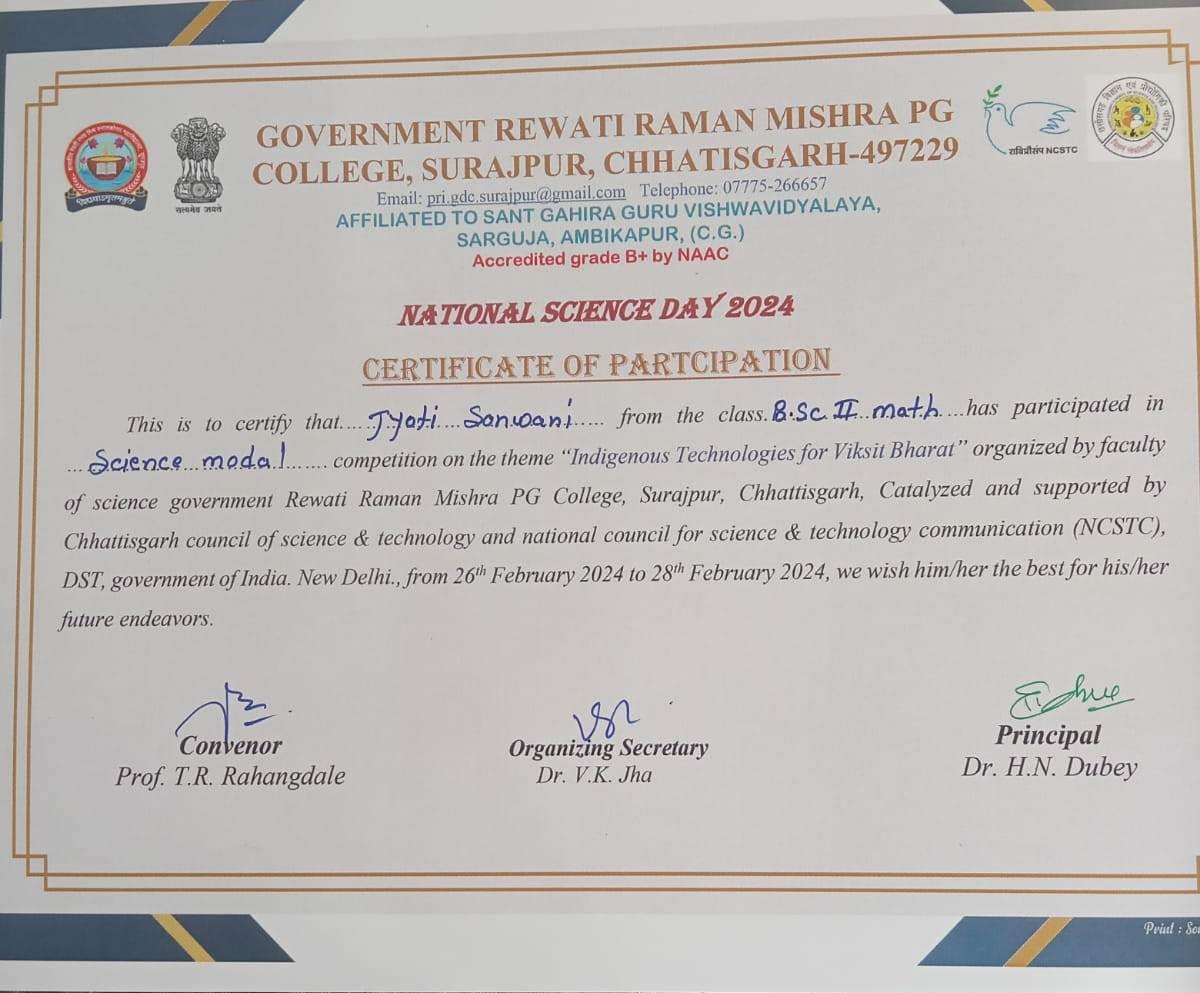 GOVERNMENT REWATI RAMAN MISHRA PG
COLLEGE, SURAJPUR, CHHATISGARH-497229
Email: pri.gdc.surajpur@gmail.com Telephone: 07775-266657
AFFILIATED TO SANT GAHIRA GURU VISHWAVIDYALAYA,
SARGUJA, AMBIKAPUR, (C.G.)
Accredited grade B+ by NAAC
सत्यमेव जयते
राविप्रौसंप NCSTC
NATIONAL SCIENCE DAY 2024
CERTIFICATE OF PARTCIPATION
This is to certify that.....Jyoti....Sanwani..... from the class.B.Sc II math....has participated in
...Science...modal....... competition on the theme “Indigenous Technologies for Viksit Bharat” organized by faculty
of science government Rewati Raman Mishra PG College, Surajpur, Chhattisgarh, Catalyzed and supported by
Chhattisgarh council of science & technology and national council for science & technology communication (NCSTC),
DST, government of India. New Delhi., from 26th February 2024 to 28th February 2024, we wish him/her the best for his/her
future endeavors.
Convenor
Prof. T.R. Rahangdale
Organizing Secretary
Dr. V.K. Jha
Principal
Dr. H.N. Dubey
Print :